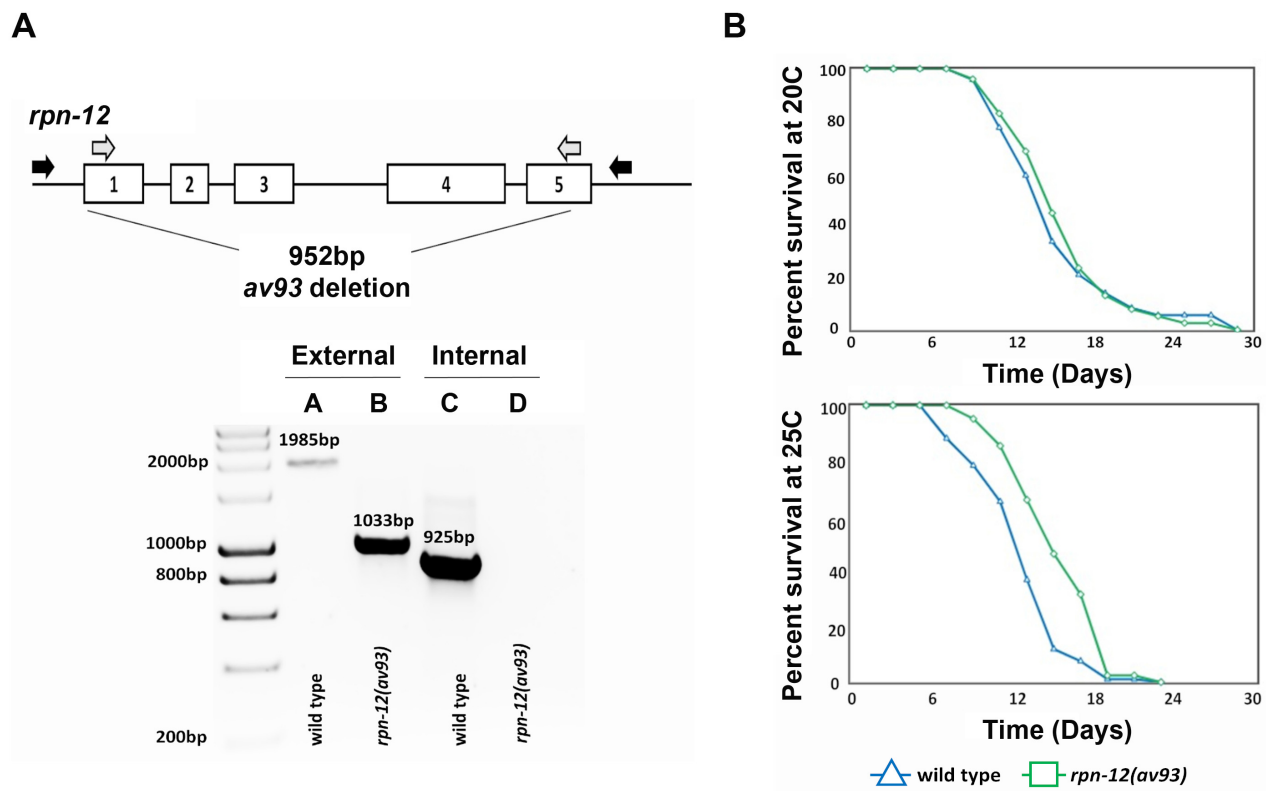 A
rpn-12
1 2 3 4 5
952bp
av93 deletion
External Internal
A B C D
1985bp
2000bp
1033bp
925bp
1000bp
800bp
200bp
wild type
rpn-12(av93)
wild type
rpn-12(av93)
B
Percent survival at 20C
100
80
60
40
20
0
0 6 12 18 24 30
Time (Days)
Percent survival at 25C
100
80
60
40
20
0
0 6 12 18 24 30
Time (Days)
wild type rpn-12(av93)